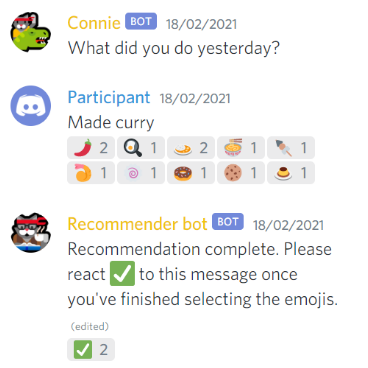 Connie BOT 18/02/2021
What did you do yesterday?
Participant 18/02/2021
Made curry
🌶️ 2 🍳 1 🍛 2 🍜 1 🍢 1
🍤 1 🍥 1 🍩 1 🍪 1 🍮 1
Recommender bot BOT 18/02/2021
Recommendation complete. Please
react ✅ to this message once
you've finished selecting the emojis.
(edited)
✅ 2